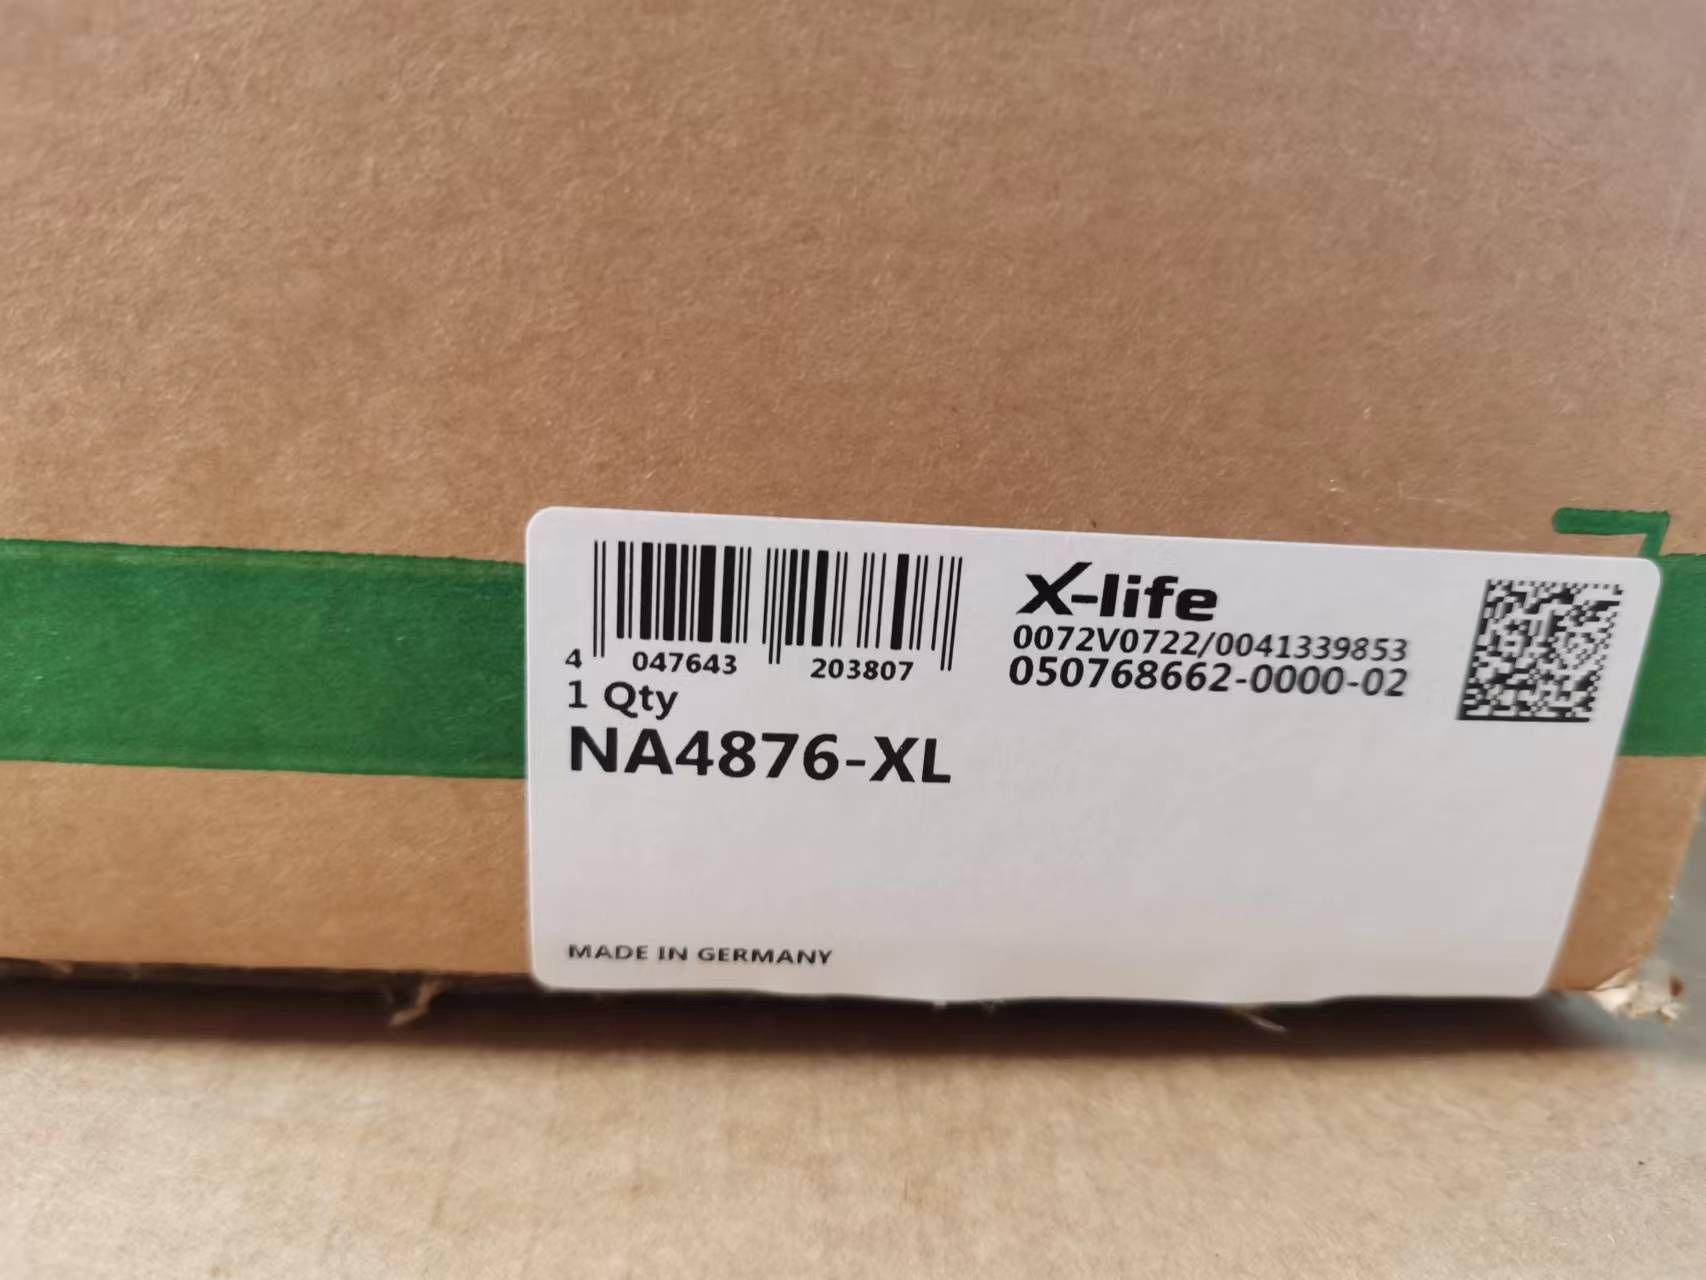 4 047643 203807
1 Qty
NA4876-XL
X-life
0072V0722/0041339853
050768662-0000-02
MADE IN GERMANY